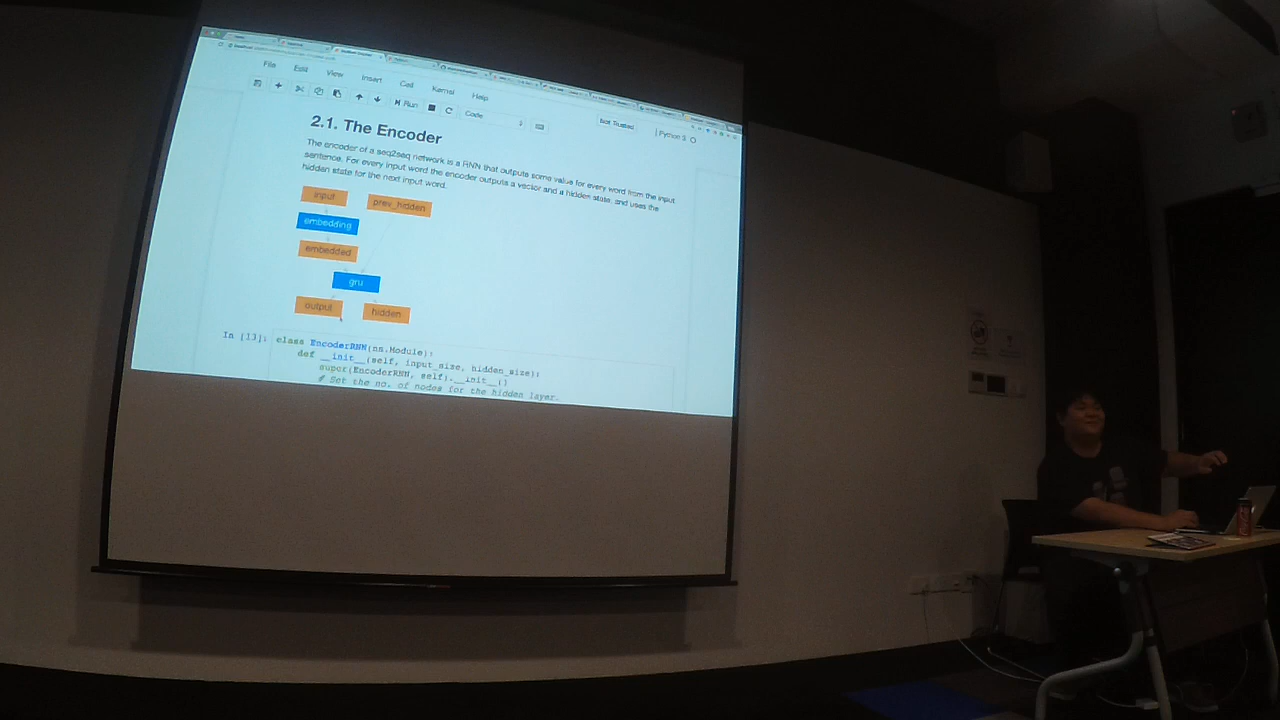 File Edit View Insert Cell Kernel Help
Run Code
Not Trusted
Python 3
2.1. The Encoder
The encoder of a seq2seq network is a RNN that outputs some value for every word from the input
sentence. For every input word the encoder outputs a vector and a hidden state, and uses the
hidden state for the next input word.
input prev_hidden
embedding
embedded
gru
output hidden
In [13]: class EncoderRNN(nn.Module):
def __init__(self, input_size, hidden_size):
super(EncoderRNN, self).__init__()
# Set the no. of nodes for the hidden layer.